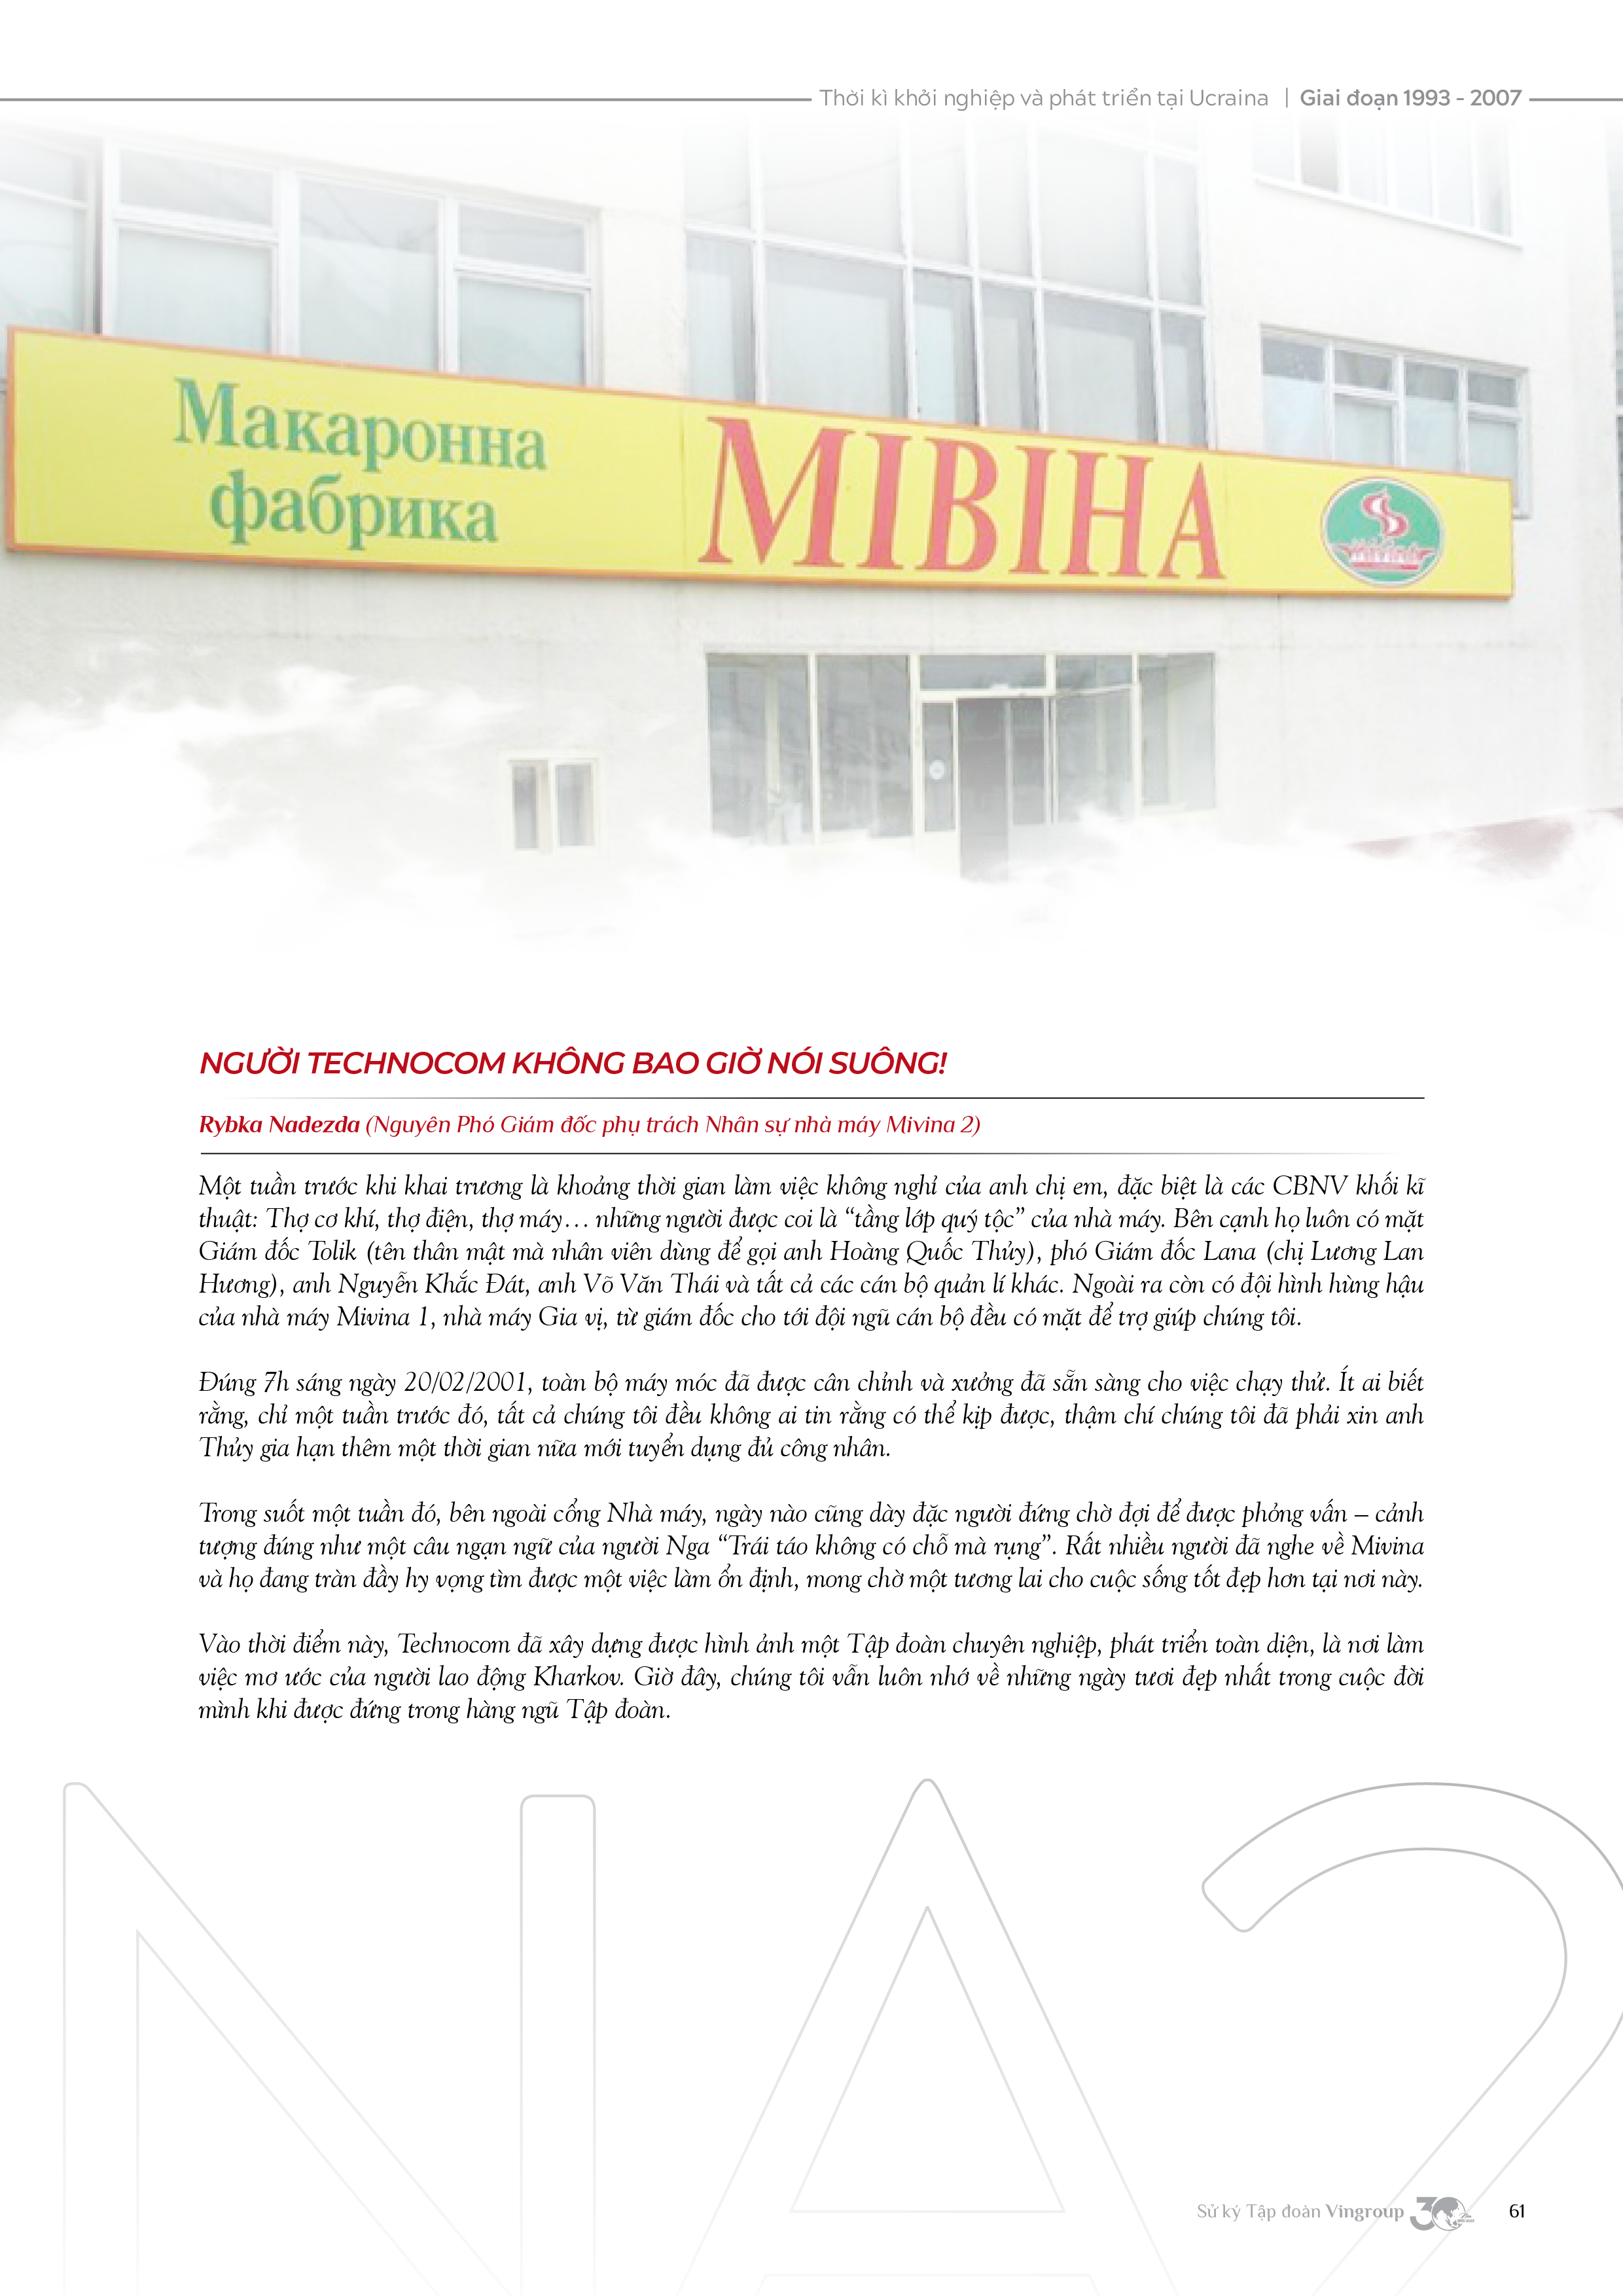 Thời kì khởi nghiệp và phát triển tại Ucraina | Giai đoạn 1993 - 2007
Макаронна
фабрика
МІВІНА
mivina
NGƯỜI TECHNOCOM KHÔNG BAO GIỜ NÓI SUÔNG!
Rybka Nadezda (Nguyên Phó Giám đốc phụ trách Nhân sự nhà máy Mivina 2)
Một tuần trước khi khai trương là khoảng thời gian làm việc không nghỉ của anh chị em, đặc biệt là các CBNV khối kĩ
thuật: Thợ cơ khí, thợ điện, thợ máy… những người được coi là “tầng lớp quý tộc” của nhà máy. Bên cạnh họ luôn có mặt
Giám đốc Tolik (tên thân mật mà nhân viên dùng để gọi anh Hoàng Quốc Thủy), phó Giám đốc Lana (chị Lương Lan
Hương), anh Nguyễn Khắc Đát, anh Võ Văn Thái và tất cả các cán bộ quản lí khác. Ngoài ra còn có đội hình hùng hậu
của nhà máy Mivina 1, nhà máy Gia vị, từ giám đốc cho tới đội ngũ cán bộ đều có mặt để trợ giúp chúng tôi.
Đúng 7h sáng ngày 20/02/2001, toàn bộ máy móc đã được cân chỉnh và xưởng đã sẵn sàng cho việc chạy thử. Ít ai biết
rằng, chỉ một tuần trước đó, tất cả chúng tôi đều không ai tin rằng có thể kịp được, thậm chí chúng tôi đã phải xin anh
Thủy gia hạn thêm một thời gian nữa mới tuyển dụng đủ công nhân.
Trong suốt một tuần đó, bên ngoài cổng Nhà máy, ngày nào cũng dày đặc người đứng chờ đợi để được phỏng vấn – cảnh
tượng đúng như một câu ngạn ngữ của người Nga “Trái táo không có chỗ mà rụng”. Rất nhiều người đã nghe về Mivina
và họ đang tràn đầy hy vọng tìm được một việc làm ổn định, mong chờ một tương lai cho cuộc sống tốt đẹp hơn tại nơi này.
Vào thời điểm này, Technocom đã xây dựng được hình ảnh một Tập đoàn chuyên nghiệp, phát triển toàn diện, là nơi làm
việc mơ ước của người lao động Kharkov. Giờ đây, chúng tôi vẫn luôn nhớ về những ngày tươi đẹp nhất trong cuộc đời
mình khi được đứng trong hàng ngũ Tập đoàn.
NA2
Sử ký Tập đoàn Vingroup 30 61